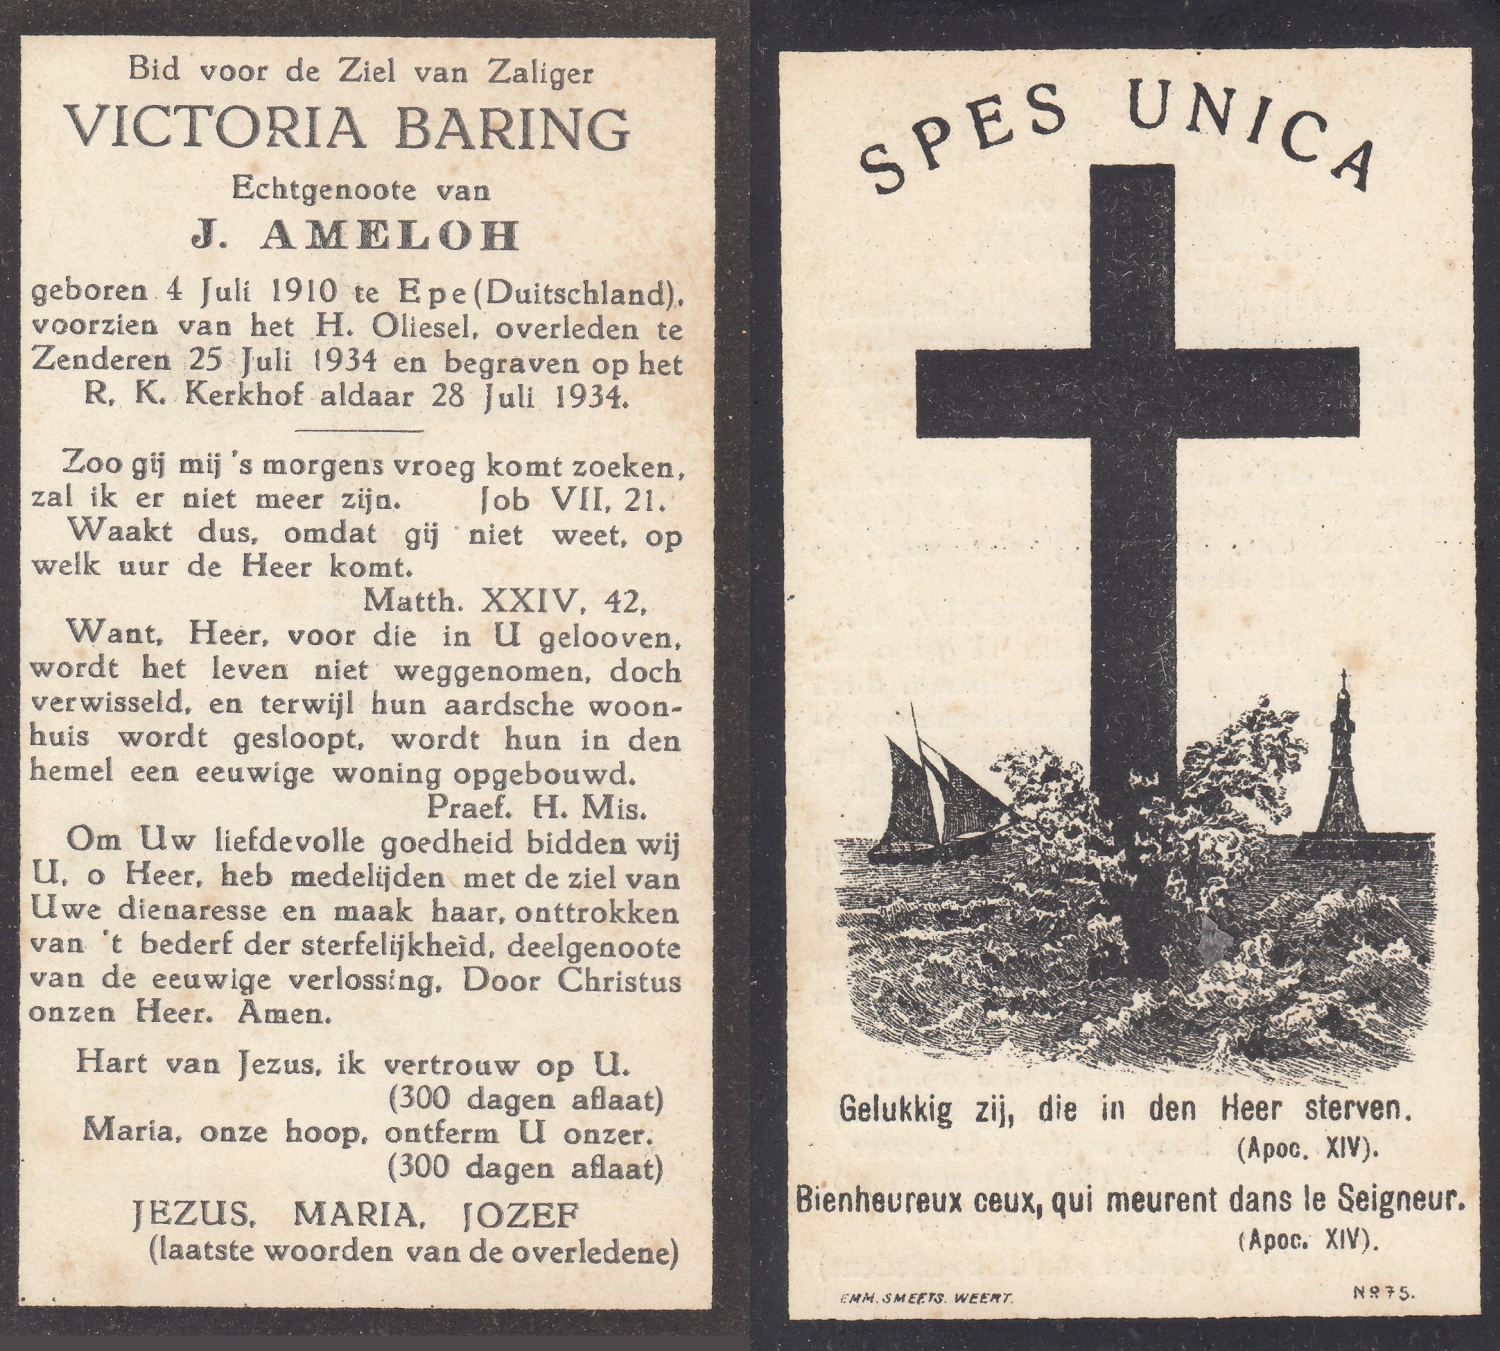 Bid voor de Ziel van Zaliger
VICTORIA BARING
Echtgenoote van
J. AMELOH
geboren 4 Juli 1910 te Epe (Duitschland),
voorzien van het H. Oliesel, overleden te
Zenderen 25 Juli 1934 en begraven op het
R. K. Kerkhof aldaar 28 Juli 1934.
Zoo gij mij 's morgens vroeg komt zoeken,
zal ik er niet meer zijn. Job VII, 21.
Waakt dus, omdat gij niet weet, op
welk uur de Heer komt.
Matth. XXIV, 42,
Want, Heer, voor die in U gelooven,
wordt het leven niet weggenomen, doch
verwisseld, en terwijl hun aardsche woon-
huis wordt gesloopt, wordt hun in den
hemel een eeuwige woning opgebouwd.
Praef. H. Mis.
Om Uw liefdevolle goedheid bidden wij
U, o Heer, heb medelijden met de ziel van
Uwe dienaresse en maak haar, onttrokken
van 't bederf der sterfelijkheid, deelgenoote
van de eeuwige verlossing, Door Christus
onzen Heer. Amen.
Hart van Jezus, ik vertrouw op U.
(300 dagen aflaat)
Maria, onze hoop, ontferm U onzer.
(300 dagen aflaat)
JEZUS, MARIA, JOZEF
(laatste woorden van de overledene)
SPES UNICA
Gelukkig zij, die in den Heer sterven.
(Apoc. XIV).
Bienheureux ceux, qui meurent dans le Seigneur.
(Apoc. XIV).
EMM. SMEETS. WEERT.
No 75.